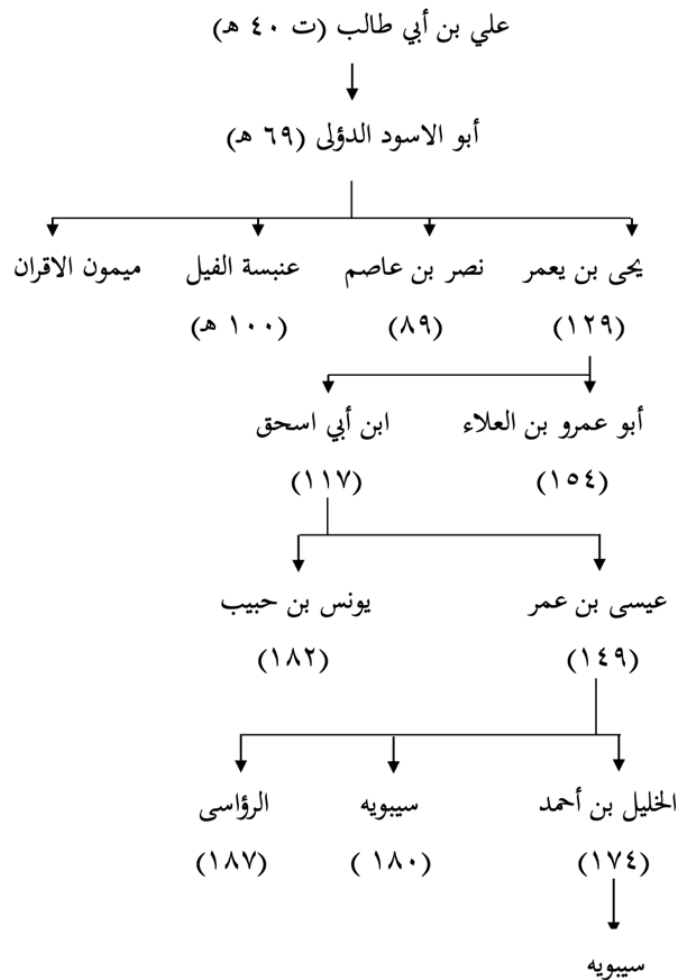 علي بن أبي طالب (ت ٤٠ هـ)
أبو الاسود الدؤلى (٦٩ هـ)
يحى بن يعمر نصر بن عاصم عنبسة الفيل ميمون الاقران
(١٢٩) (٨٩) (١٠٠ هـ)
أبو عمرو بن العلاء ابن أبي اسحق
(١٥٤) (١١٧)
عيسى بن عمر يونس بن حبيب
(١٤٩) (١٨٢)
الخليل بن أحمد سيبويه الرؤاسى
(١٧٤) (١٨٠) (١٨٧)
سيبويه